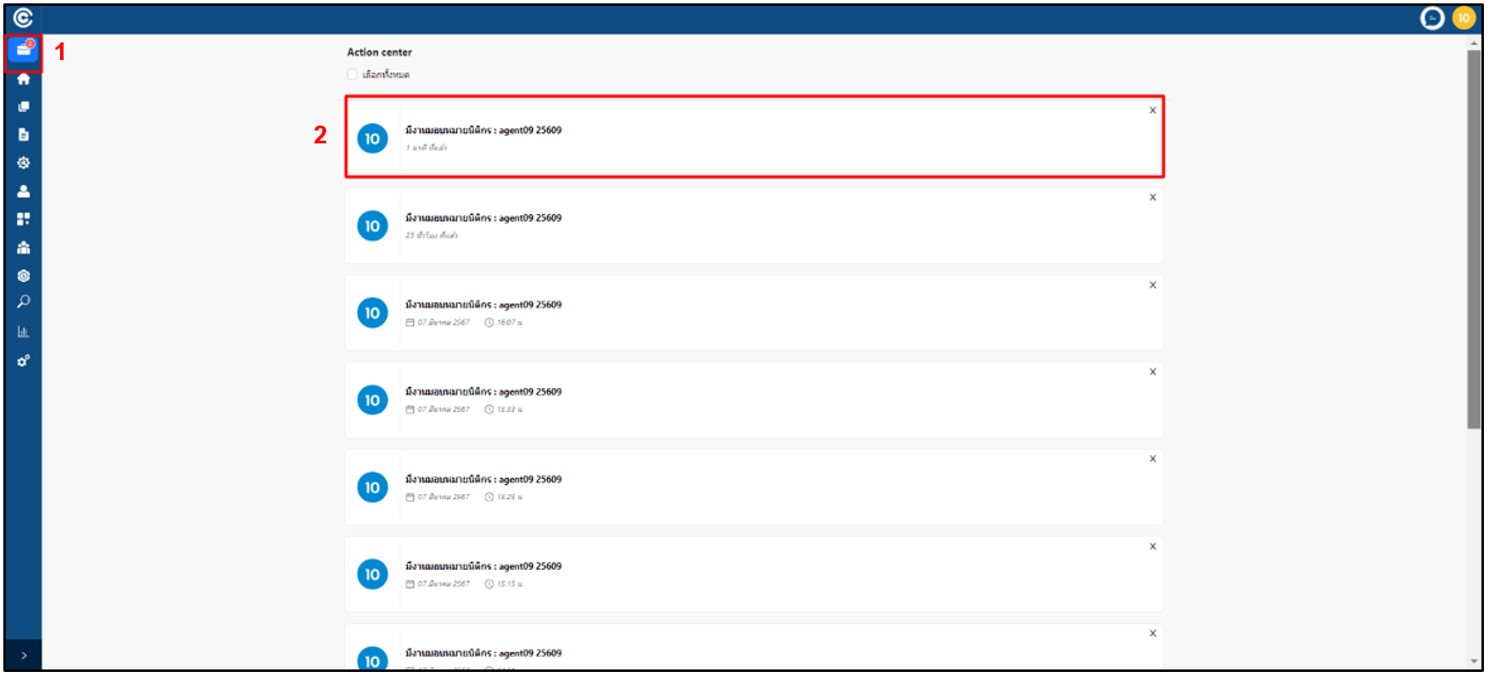 10
2
1
Action center
เลือกทั้งหมด
2
10
มีงานมอบหมายนิติกร : agent09 25609
1 นาที ที่แล้ว
X
10
มีงานมอบหมายนิติกร : agent09 25609
23 ชั่วโมง ที่แล้ว
X
10
มีงานมอบหมายนิติกร : agent09 25609
07 มีนาคม 2567 16:07 น.
X
10
มีงานมอบหมายนิติกร : agent09 25609
07 มีนาคม 2567 15:33 น.
X
10
มีงานมอบหมายนิติกร : agent09 25609
07 มีนาคม 2567 15:25 น.
X
10
มีงานมอบหมายนิติกร : agent09 25609
07 มีนาคม 2567 15:15 น.
X
10
มีงานมอบหมายนิติกร : agent09 25609
X